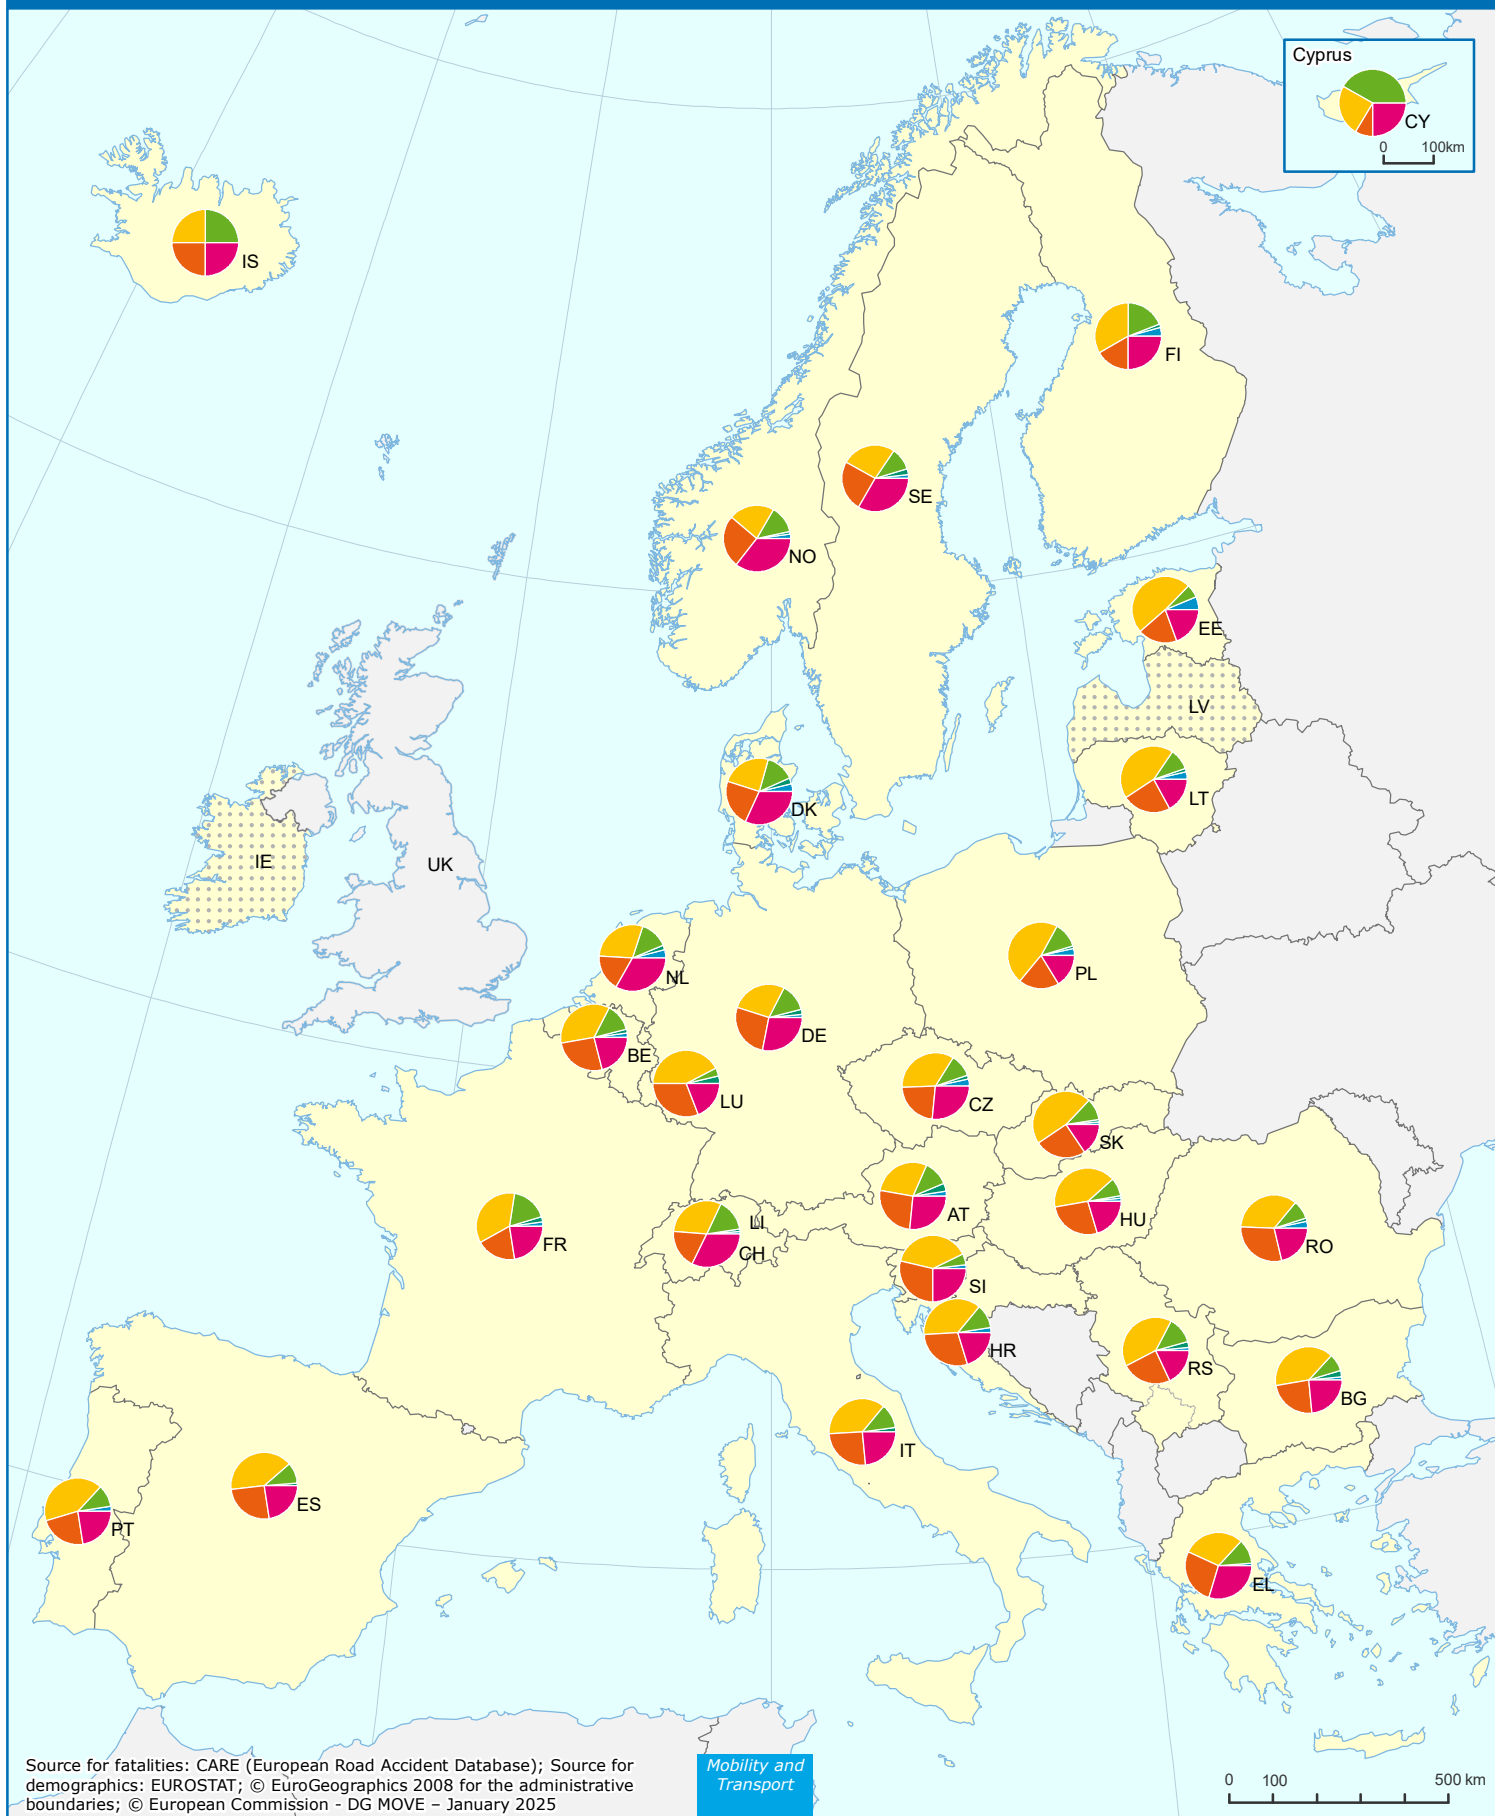 Cyprus
CY
0 100km
IS
FI
SE
NO
EE
LV
LT
DK
IE
UK
NL
PL
DE
BE
LU
CZ
SK
AT
HU
LI
CH
FR
RO
SI
HR
RS
BG
IT
ES
PT
EL
Source for fatalities: CARE (European Road Accident Database); Source for
demographics: EUROSTAT; © EuroGeographics 2008 for the administrative
boundaries; © European Commission - DG MOVE – January 2025
Mobility and
Transport
0 100 500 km